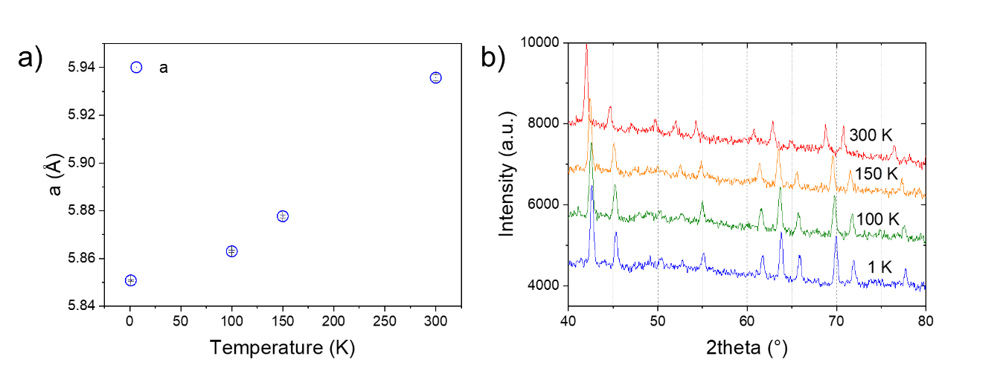 a)
a
5.94
5.92
5.90
5.88
5.86
5.84
a (Å)
0
50
100
150
200
250
300
Temperature (K)
b)
10000
8000
6000
4000
Intensity (a.u.)
300 K
150 K
100 K
1 K
40
50
60
70
80
2theta (°)